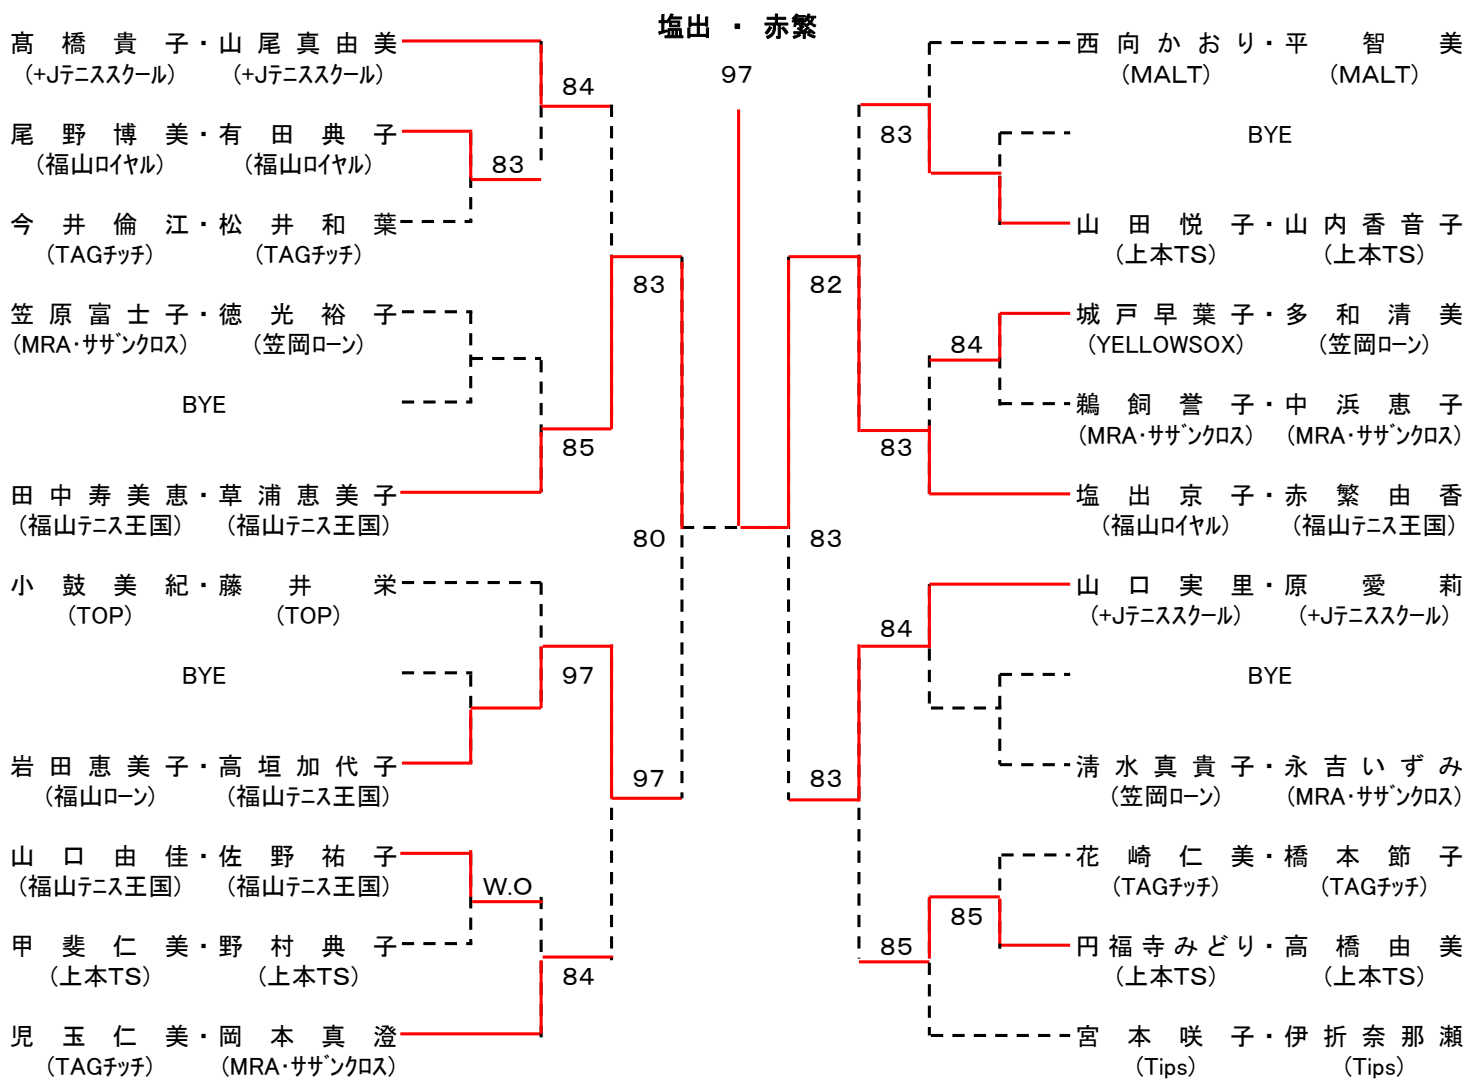 塩出 ・ 赤繁
97
髙橋貴子・山尾真由美
(+Jテニススクール) (+Jテニススクール)
84
尾野博美・有田典子
(福山ロイヤル) (福山ロイヤル)
83
今井倫江・松井和葉
(TAGチッチ) (TAGチッチ)
83
笠原富士子・徳光裕子
(MRA・サザンクロス) (笠岡ローン)
BYE
85
田中寿美恵・草浦恵美子
(福山テニス王国) (福山テニス王国)
80
小鼓美紀・藤井栄
(TOP) (TOP)
BYE
97
岩田恵美子・高垣加代子
(福山ローン) (福山テニス王国)
97
山口由佳・佐野祐子
(福山テニス王国) (福山テニス王国)
W.O
甲斐仁美・野村典子
(上本TS) (上本TS)
84
児玉仁美・岡本真澄
(TAGチッチ) (MRA・サザンクロス)
西向かおり・平智美
(MALT) (MALT)
83
BYE
山田悦子・山内香音子
(上本TS) (上本TS)
82
城戸早葉子・多和清美
(YELLOWSOX) (笠岡ローン)
84
鵜飼誉子・中浜恵子
(MRA・サザンクロス) (MRA・サザンクロス)
83
塩出京子・赤繁由香
(福山ロイヤル) (福山テニス王国)
83
山口実里・原愛莉
(+Jテニススクール) (+Jテニススクール)
84
BYE
清水真貴子・永吉いずみ
(笠岡ローン) (MRA・サザンクロス)
83
花崎仁美・橋本節子
(TAGチッチ) (TAGチッチ)
85
円福寺みどり・高橋由美
(上本TS) (上本TS)
85
宮本咲子・伊折奈那瀬
(Tips) (Tips)